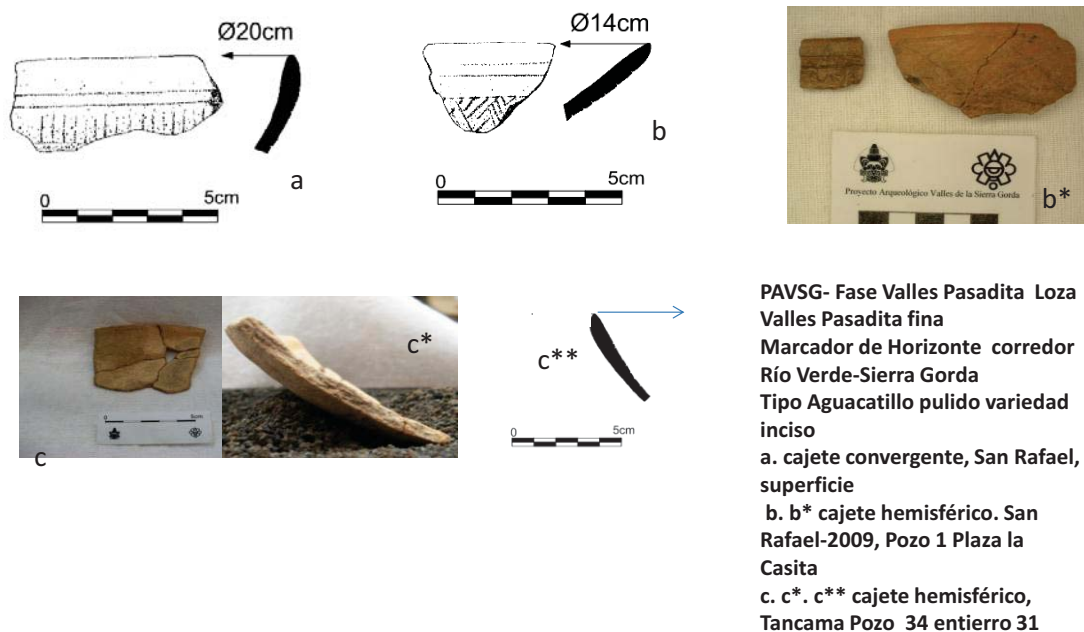 Ø20cm
Ø14cm
a
b
0 5cm
0 5cm
Proyecto Arqueológico Valles de la Sierra Gorda
b*
c
0 5cm
c*
c**
0 5cm
PAVSG- Fase Valles Pasadita Loza
Valles Pasadita fina
Marcador de Horizonte corredor
Río Verde-Sierra Gorda
Tipo Aguacatillo pulido variedad
inciso
a. cajete convergente, San Rafael,
superficie
b. b* cajete hemisférico. San
Rafael-2009, Pozo 1 Plaza la
Casita
c. c*. c** cajete hemisférico,
Tancama Pozo 34 entierro 31